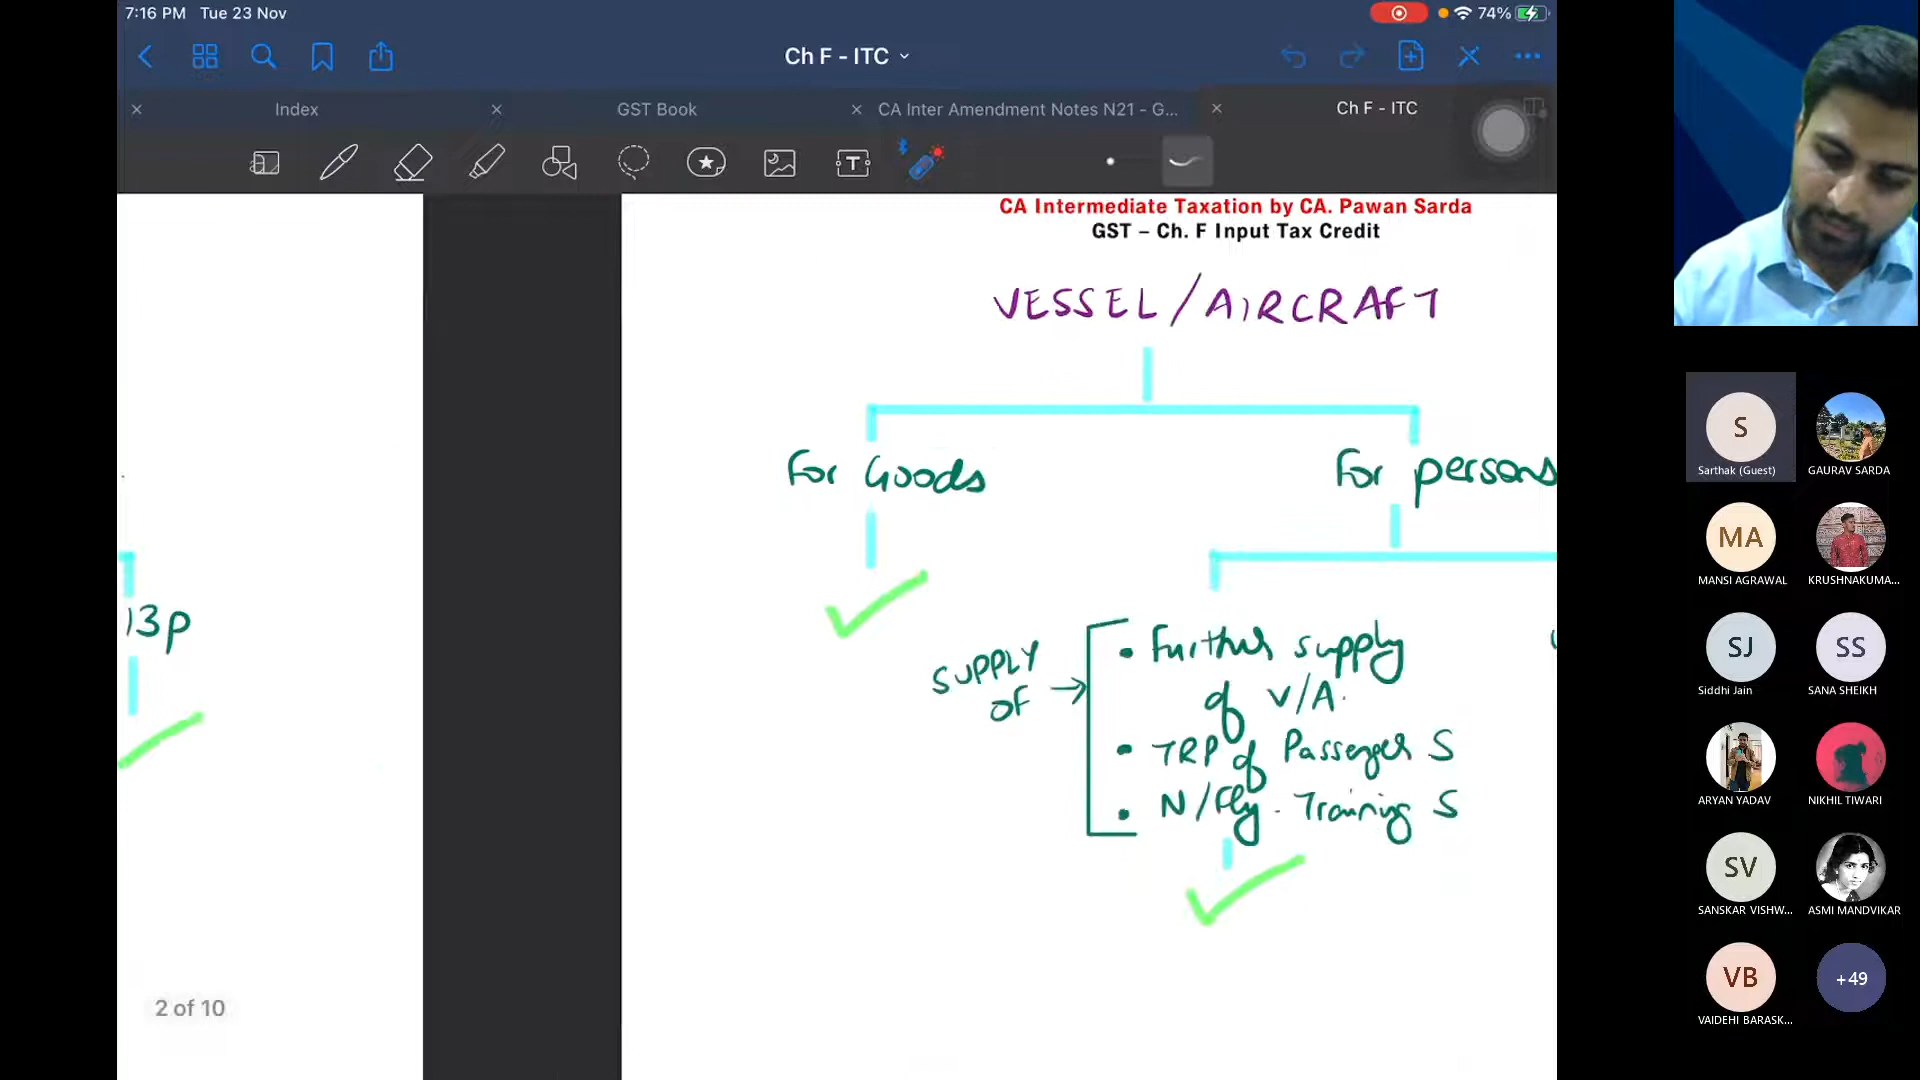 7:16 PM Tue 23 Nov
74%
Ch F - ITC
Index
GST Book
CA Inter Amendment Notes N21 - G...
Ch F - ITC
CA Intermediate Taxation by CA. Pawan Sarda
GST – Ch. F Input Tax Credit
VESSEL/AIRCRAFT
For Goods
For persons
13p
SUPPLY OF →
• Further supply
of V/A.
• TRP of Passenger S
• N/Fly. Training S
2 of 10
S
Sarthak (Guest)
GAURAV SARDA
MA
MANSI AGRAWAL
KRUSHNAKUMA...
SJ
Siddhi Jain
SS
SANA SHEIKH
ARYAN YADAV
NIKHIL TIWARI
SV
SANSKAR VISHW...
ASMI MANDVIKAR
VB
VAIDEHI BARASK...
+49